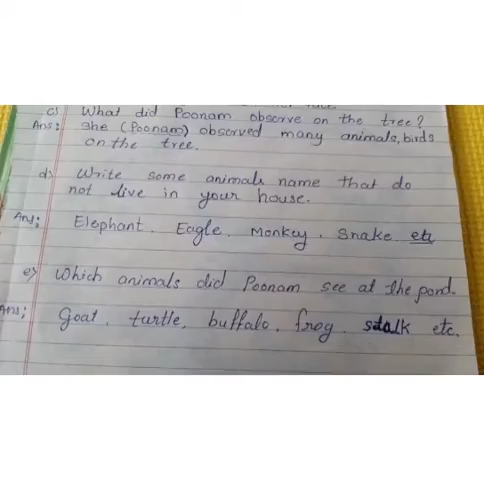 c) What did Poonam observe on the tree?
Ans: She (Poonam) observed many animals, birds
on the tree.
d) Write some animals name that do
not live in your house.
Ans; Elephant. Eagle. Monkey. Snake etc
e) Which animals did Poonam see at the pond.
Ans; Goat, turtle, buffalo, frog. stalk etc.